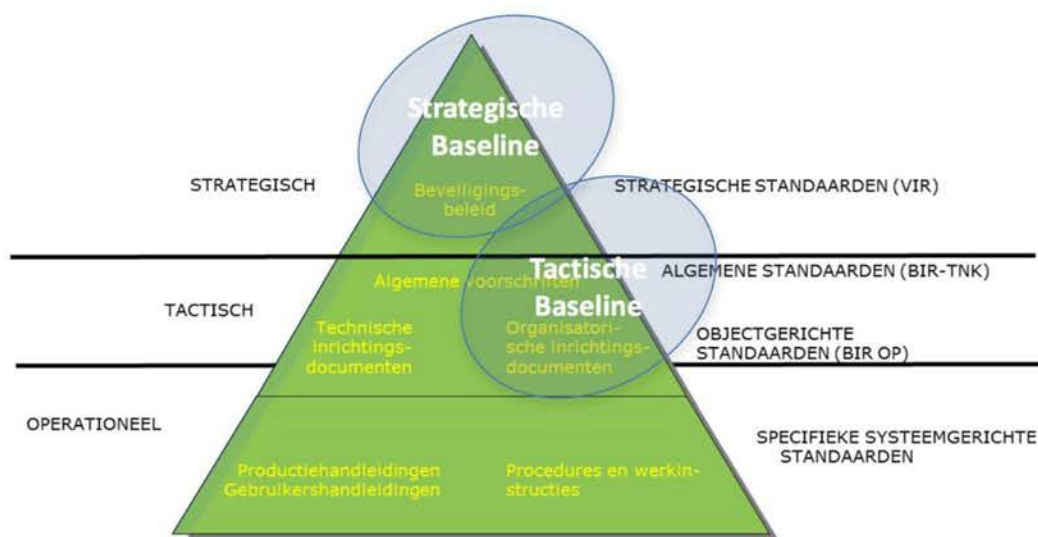 Strategische
Baseline
STRATEGISCH
Beveiligings-
beleid
STRATEGISCHE STANDAARDEN (VIR)
Tactische
Baseline
ALGEMENE STANDAARDEN (BIR-TNK)
Algemene voorschriften
TACTISCH
Technische
inrichtings-
documenten
Organisatori-
sche inrichtings-
documenten
OBJECTGERICHTE
STANDAARDEN (BIR OP)
OPERATIONEEL
SPECIFIEKE SYSTEEMGERICHTE
STANDAARDEN
Productiehandleidingen
Gebruikershandleidingen
Procedures en werkin-
structies